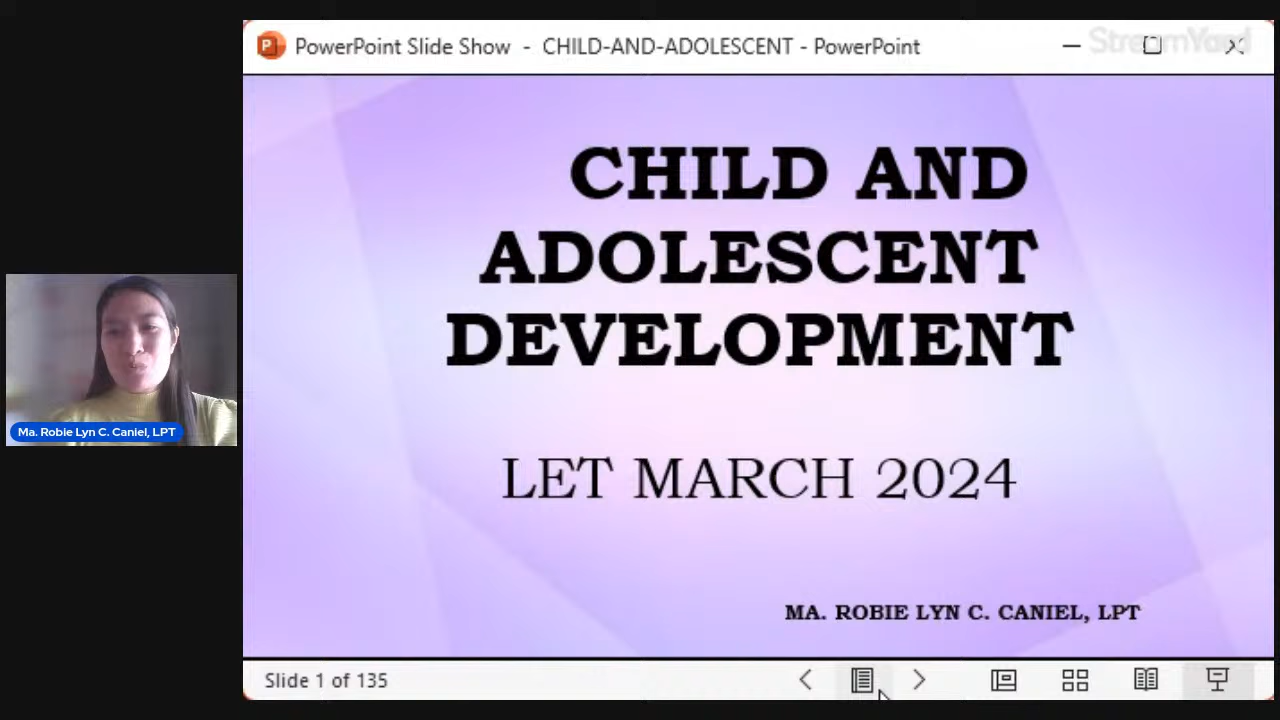 PowerPoint Slide Show - CHILD-AND-ADOLESCENT - PowerPoint
StreamYard
CHILD AND
ADOLESCENT
DEVELOPMENT
LET MARCH 2024
MA. ROBIE LYN C. CANIEL, LPT
Ma. Robie Lyn C. Caniel, LPT
Slide 1 of 135